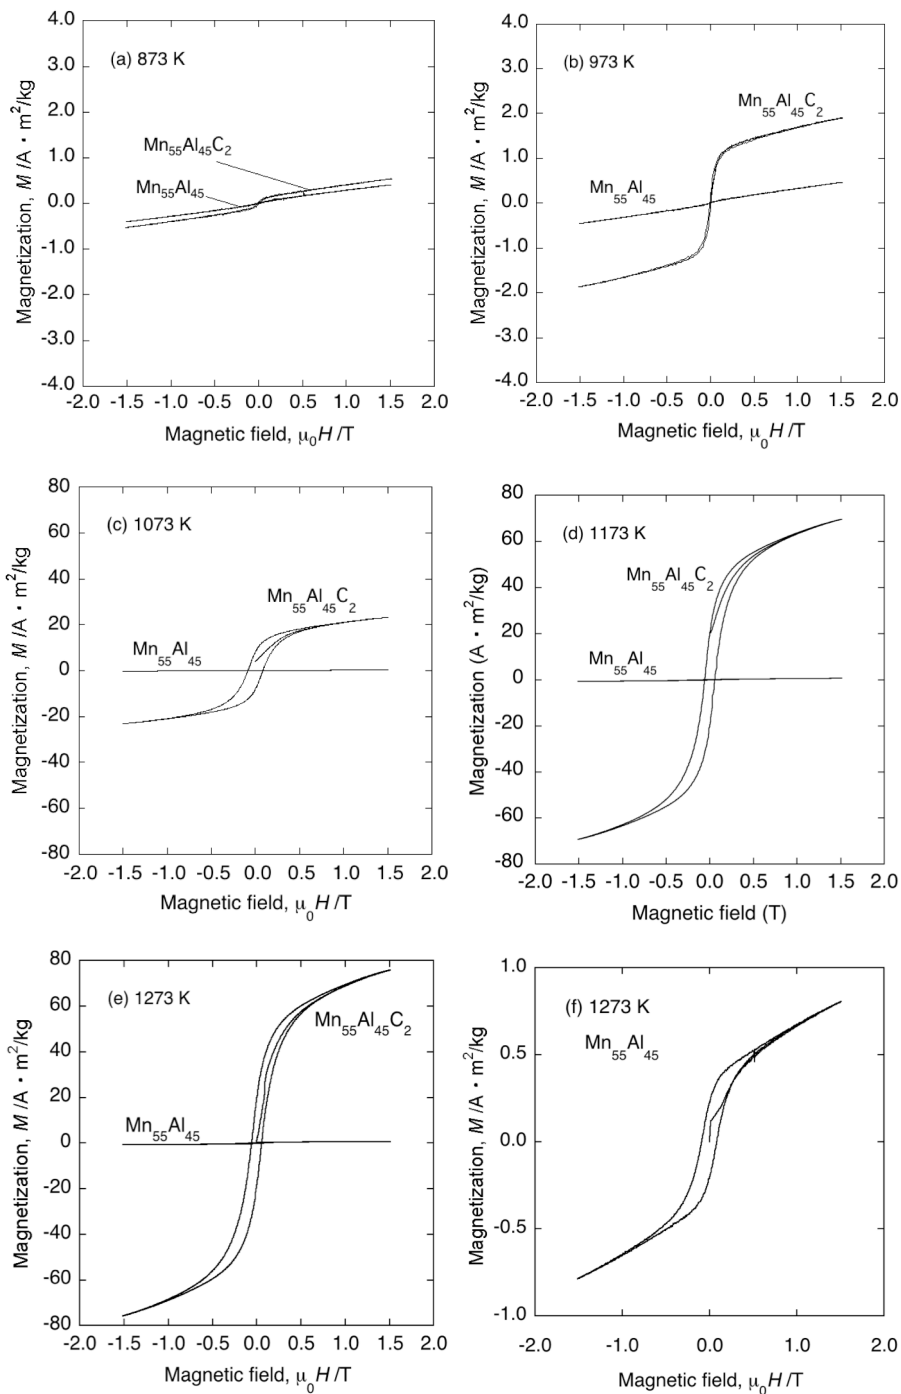 (a) 873 K
4.0
3.0
2.0
1.0
0.0
-1.0
-2.0
-3.0
-4.0
Magnetization, M /A・m²/kg
Mn₅₅Al₄₅C₂
Mn₅₅Al₄₅
-2.0 -1.5 -1.0 -0.5 0.0 0.5 1.0 1.5 2.0
Magnetic field, μ₀H /T
(b) 973 K
4.0
3.0
2.0
1.0
0.0
-1.0
-2.0
-3.0
-4.0
Magnetization, M /A・m²/kg
Mn₅₅Al₄₅C₂
Mn₅₅Al₄₅
-2.0 -1.5 -1.0 -0.5 0.0 0.5 1.0 1.5 2.0
Magnetic field, μ₀H /T
(c) 1073 K
80
60
40
20
0
-20
-40
-60
-80
Magnetization, M /A・m²/kg
Mn₅₅Al₄₅C₂
Mn₅₅Al₄₅
-2.0 -1.5 -1.0 -0.5 0.0 0.5 1.0 1.5 2.0
Magnetic field, μ₀H /T
(d) 1173 K
80
60
40
20
0
-20
-40
-60
-80
Magnetization (A・m²/kg)
Mn₅₅Al₄₅C₂
Mn₅₅Al₄₅
-2.0 -1.5 -1.0 -0.5 0.0 0.5 1.0 1.5 2.0
Magnetic field (T)
(e) 1273 K
80
60
40
20
0
-20
-40
-60
-80
Magnetization, M /A・m²/kg
Mn₅₅Al₄₅C₂
Mn₅₅Al₄₅
-2.0 -1.5 -1.0 -0.5 0.0 0.5 1.0 1.5 2.0
Magnetic field, μ₀H /T
(f) 1273 K
1.0
0.5
0.0
-0.5
-1.0
Magnetization, M /A・m²/kg
Mn₅₅Al₄₅
-2.0 -1.5 -1.0 -0.5 0.0 0.5 1.0 1.5 2.0
Magnetic field, μ₀H /T